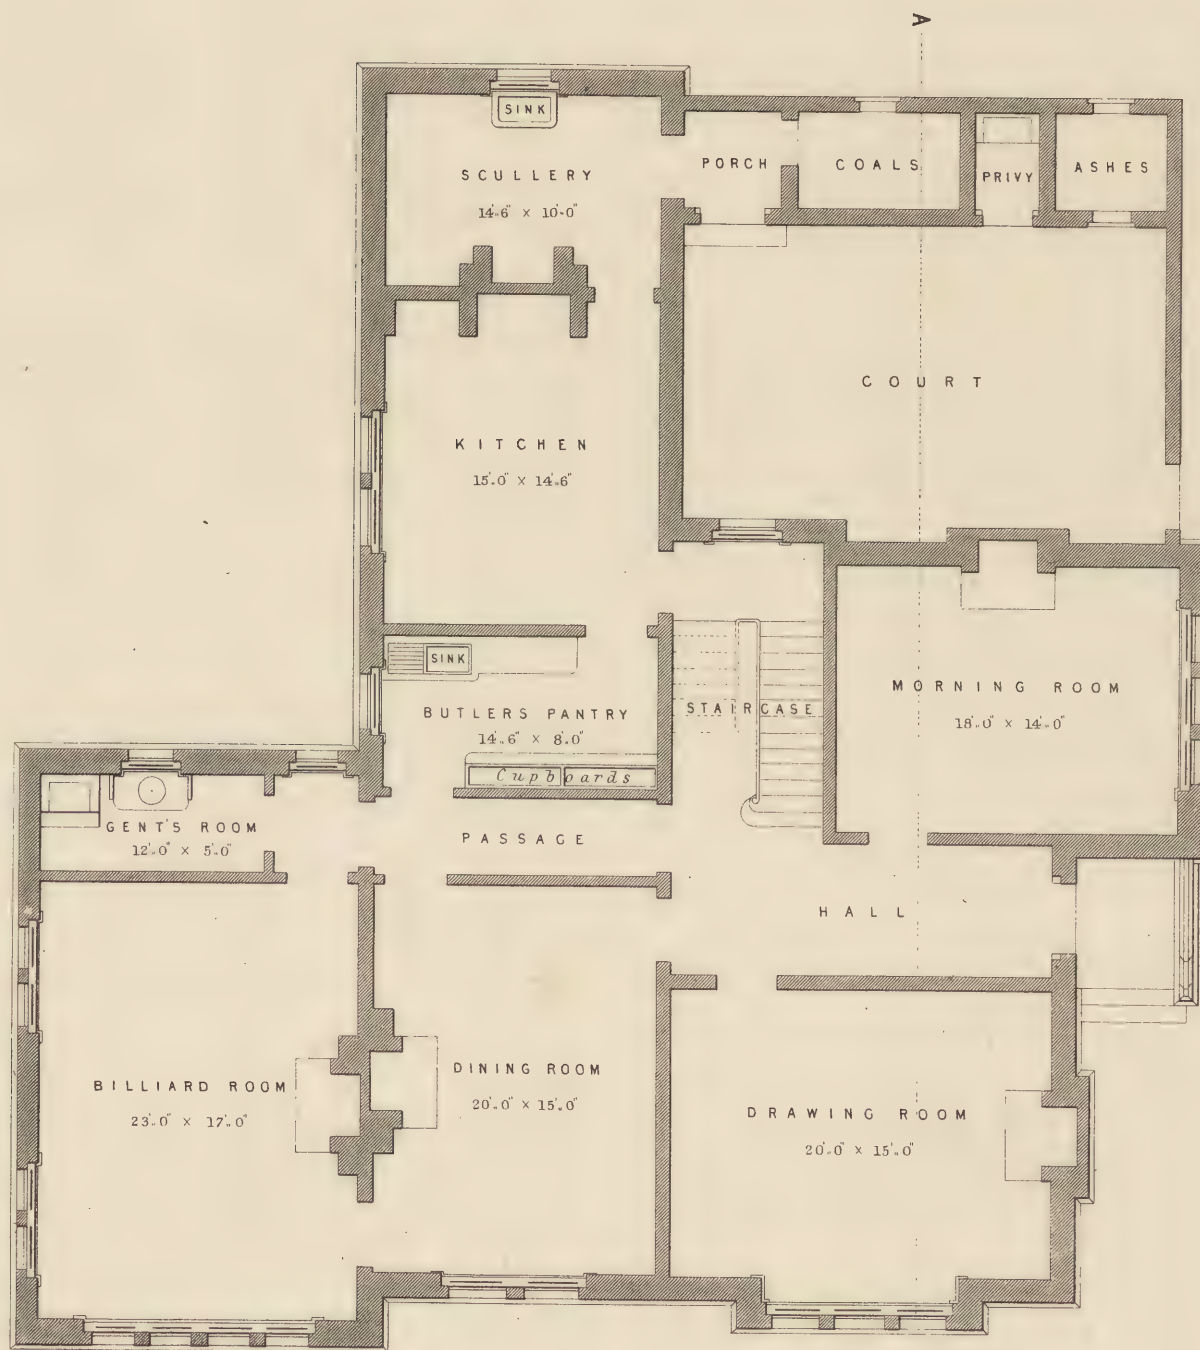 A
SINK
SCULLERY
14'.6" × 10'.0"
PORCH
COALS
PRIVY
ASHES
COURT
KITCHEN
15'.0" × 14'.6"
SINK
BUTLERS PANTRY
14'.6" × 8'.0"
Cupboards
STAIRCASE
MORNING ROOM
18'.0" × 14'.0"
GENT'S ROOM
12'.0" × 5'.0"
PASSAGE
HALL
BILLIARD ROOM
23'.0" × 17'.0"
DINING ROOM
20'.0" × 15'.0"
DRAWING ROOM
20'.0" × 15'.0"